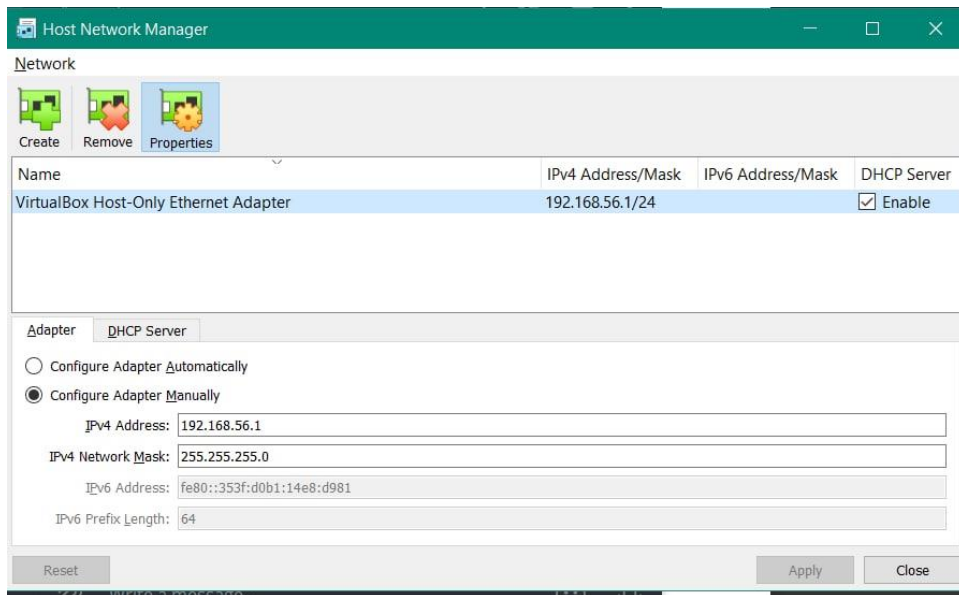 Host Network Manager
Network
Create Remove Properties
Name IPv4 Address/Mask IPv6 Address/Mask DHCP Server
VirtualBox Host-Only Ethernet Adapter 192.168.56.1/24 Enable
Adapter DHCP Server
Configure Adapter Automatically
Configure Adapter Manually
IPv4 Address: 192.168.56.1
IPv4 Network Mask: 255.255.255.0
IPv6 Address: fe80::353f:d0b1:14e8:d981
IPv6 Prefix Length: 64
Reset Apply Close
Write a message